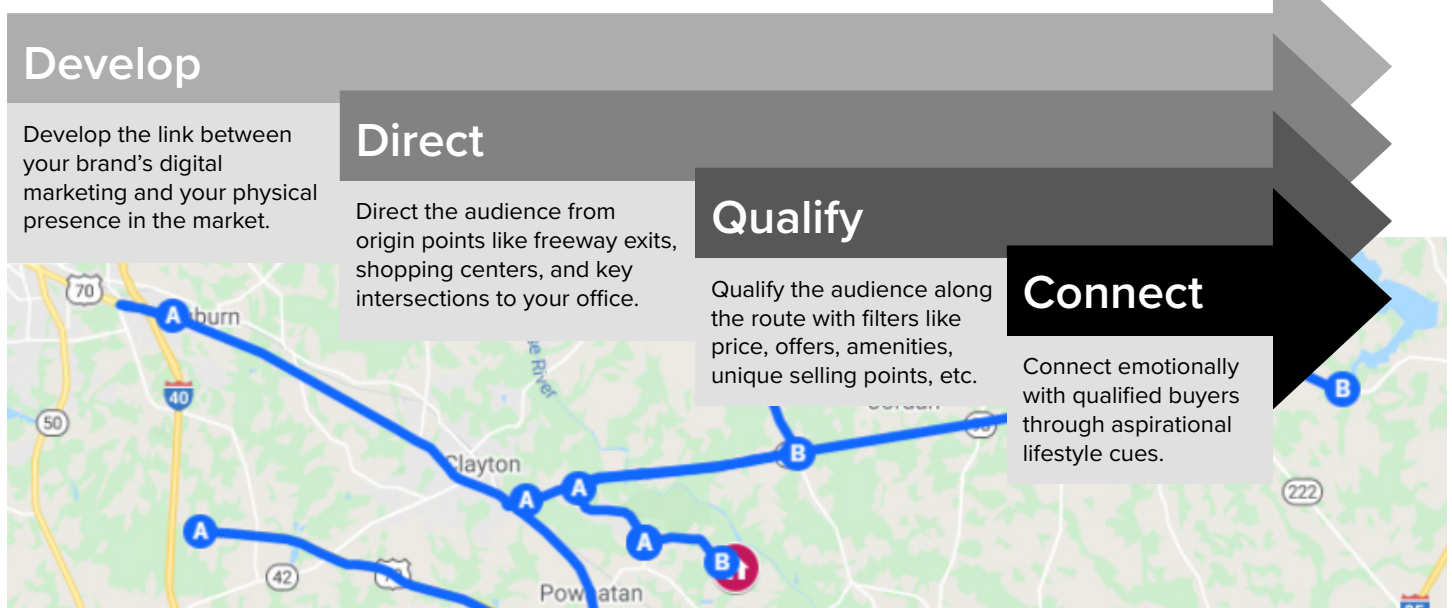 Develop
Develop the link between
your brand’s digital
marketing and your physical
presence in the market.
Direct
Direct the audience from
origin points like freeway exits,
shopping centers, and key
intersections to your office.
Qualify
Qualify the audience along
the route with filters like
price, offers, amenities,
unique selling points, etc.
Connect
Connect emotionally
with qualified buyers
through aspirational
lifestyle cues.
70
A
burn
40
50
River
B
Clayton
B
A
A
222
A
A
B
42
Powhatan